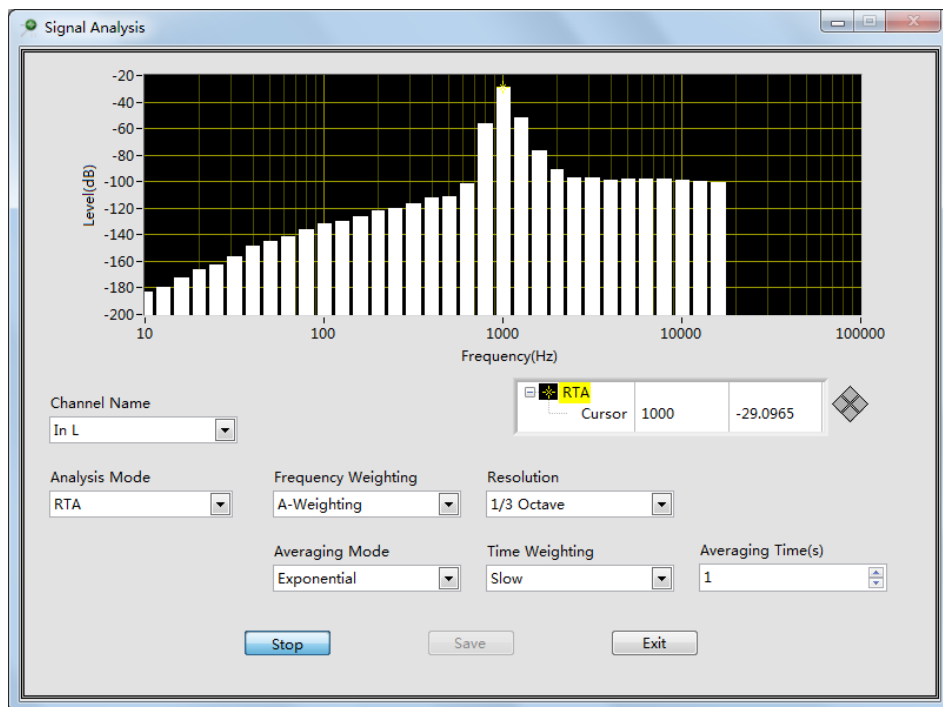 Signal Analysis
-20
-40
-60
-80
-100
-120
-140
-160
-180
-200
Level(dB)
10
100
1000
10000
100000
Frequency(Hz)
RTA
Cursor 1000 -29.0965
Channel Name
In L
Analysis Mode Frequency Weighting Resolution
RTA A-Weighting 1/3 Octave
Averaging Mode Time Weighting Averaging Time(s)
Exponential Slow 1
Stop Save Exit